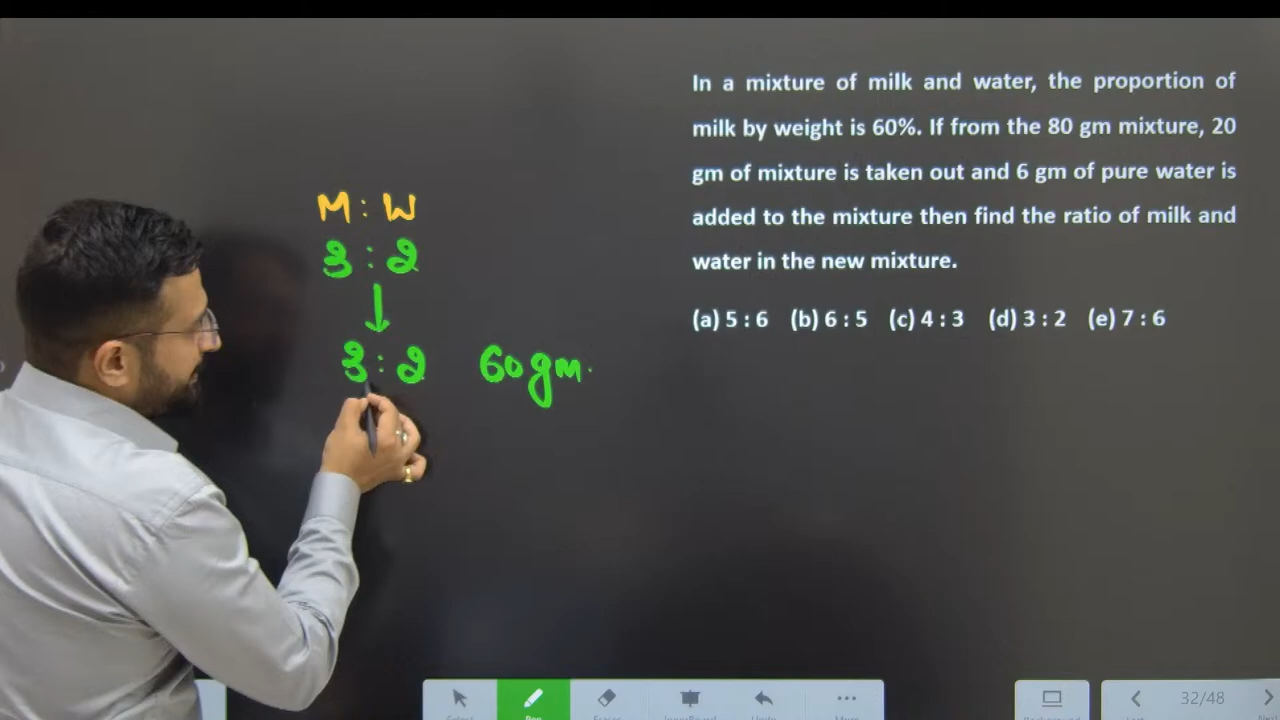 In a mixture of milk and water, the proportion of
milk by weight is 60%. If from the 80 gm mixture, 20
gm of mixture is taken out and 6 gm of pure water is
added to the mixture then find the ratio of milk and
water in the new mixture.
(a) 5 : 6 (b) 6 : 5 (c) 4 : 3 (d) 3 : 2 (e) 7 : 6
M : W
3 : 2
3 : 2 60gm.
32/48